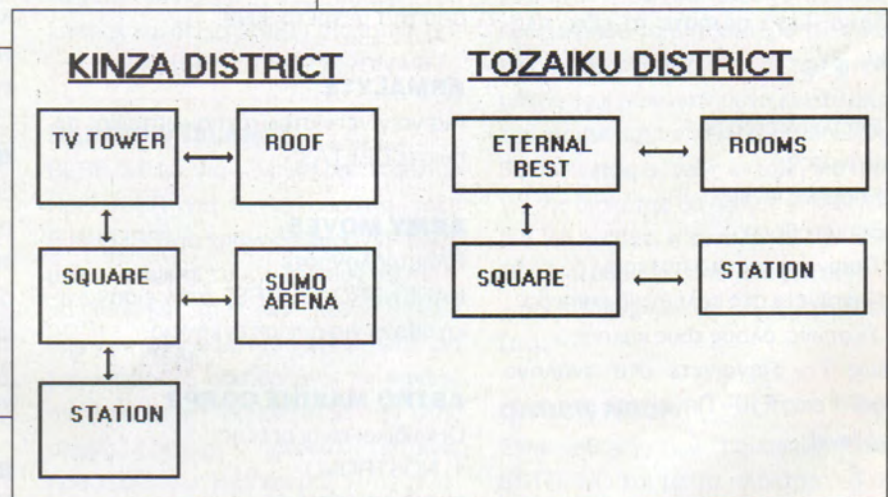 KINZA DISTRICT
TV TOWER
ROOF
SQUARE
SUMO
ARENA
STATION
TOZAIKU DISTRICT
ETERNAL
REST
ROOMS
SQUARE
STATION